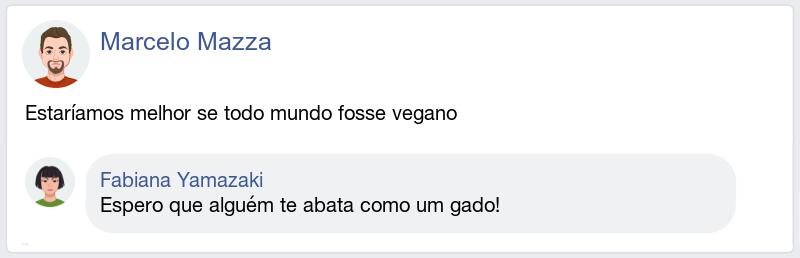 Marcelo Mazza
Estaríamos melhor se todo mundo fosse vegano
Fabiana Yamazaki
Espero que alguém te abata como um gado!